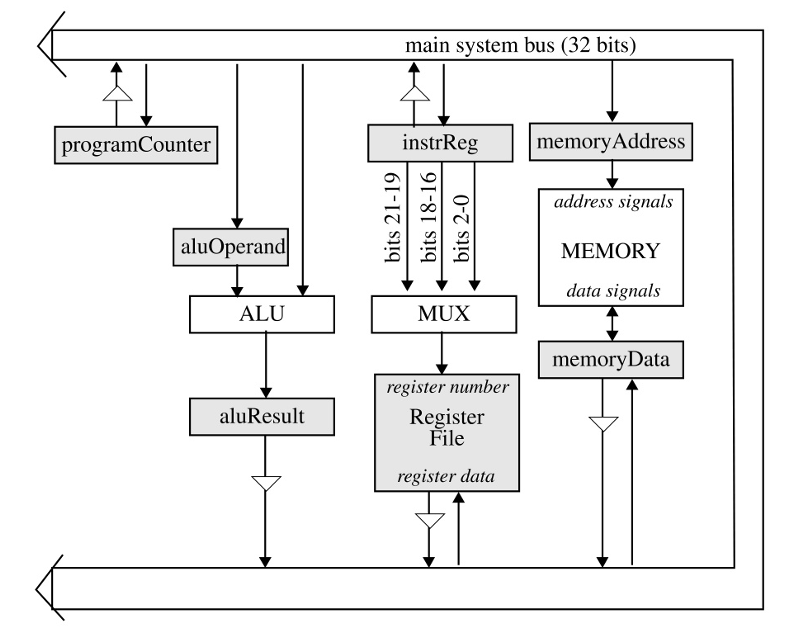 main system bus (32 bits)
programCounter
instrReg
memoryAddress
bits 21-19
bits 18-16
bits 2-0
address signals
MEMORY
data signals
aluOperand
ALU
MUX
memoryData
register number
Register
File
register data
aluResult